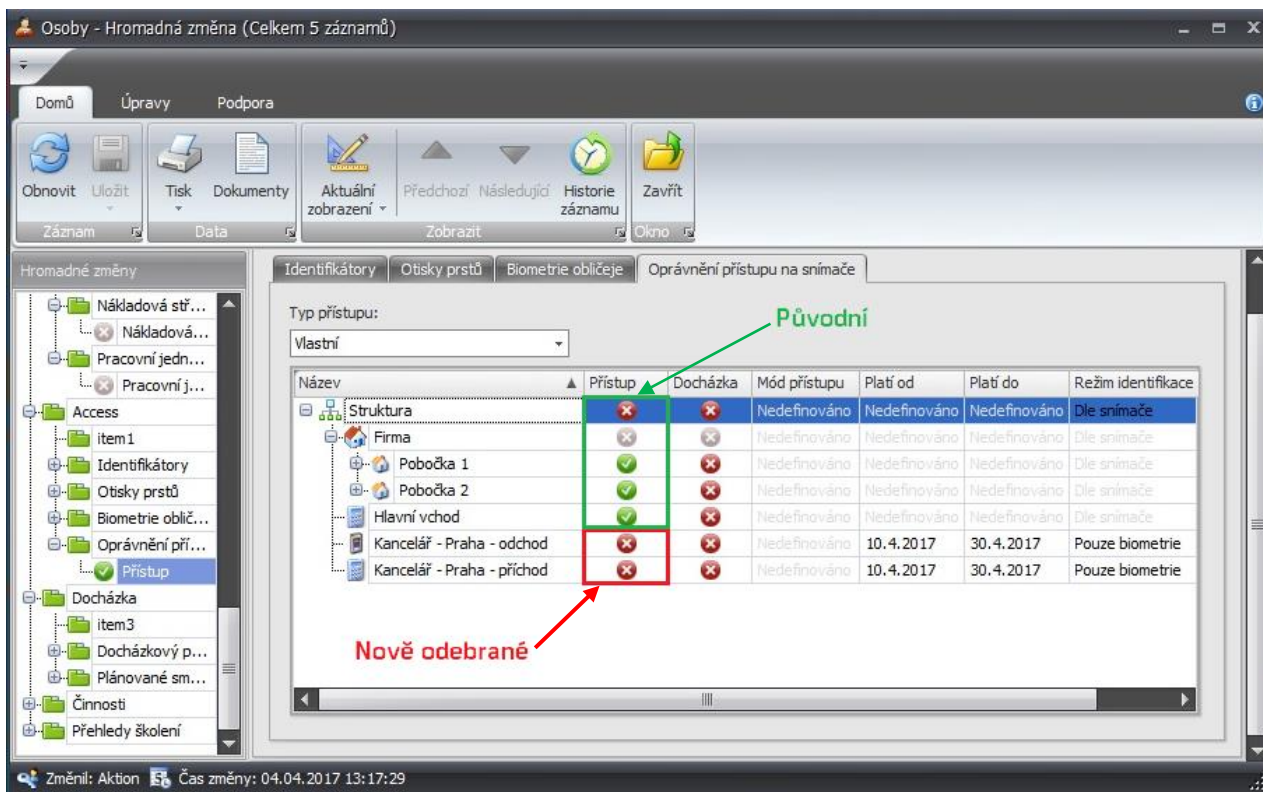 Osoby - Hromadná změna (Celkem 5 záznamů)
Domů Úpravy Podpora
Obnovit Uložit Tisk Dokumenty Aktuální zobrazení Předchozí Následující Historie záznamu Zavřít
Záznam Data Zobrazit Okno
Hromadné změny
Nákladová stř...
Nákladová...
Pracovní jedn...
Pracovní j...
Access
item1
Identifikátory
Otisky prstů
Biometrie oblič...
Oprávnění pří...
Přístup
Docházka
item3
Docházkový p...
Plánované sm...
Činnosti
Přehledy školení
Identifikátory Otisky prstů Biometrie obličeje Oprávnění přístupu na snímače
Typ přístupu:
Vlastní
Původní
Název Přístup Docházka Mód přístupu Platí od Platí do Režim identifikace
Struktura Nedefinováno Nedefinováno Nedefinováno Dle snímače
Firma Nedefinováno Nedefinováno Nedefinováno Dle snímače
Pobočka 1 Nedefinováno Nedefinováno Nedefinováno Dle snímače
Pobočka 2 Nedefinováno Nedefinováno Nedefinováno Dle snímače
Hlavní vchod Nedefinováno Nedefinováno Nedefinováno Dle snímače
Kancelář - Praha - odchod Nedefinováno 10.4.2017 30.4.2017 Pouze biometrie
Kancelář - Praha - příchod Nedefinováno 10.4.2017 30.4.2017 Pouze biometrie
Nově odebrané
Změnil: Aktion Čas změny: 04.04.2017 13:17:29